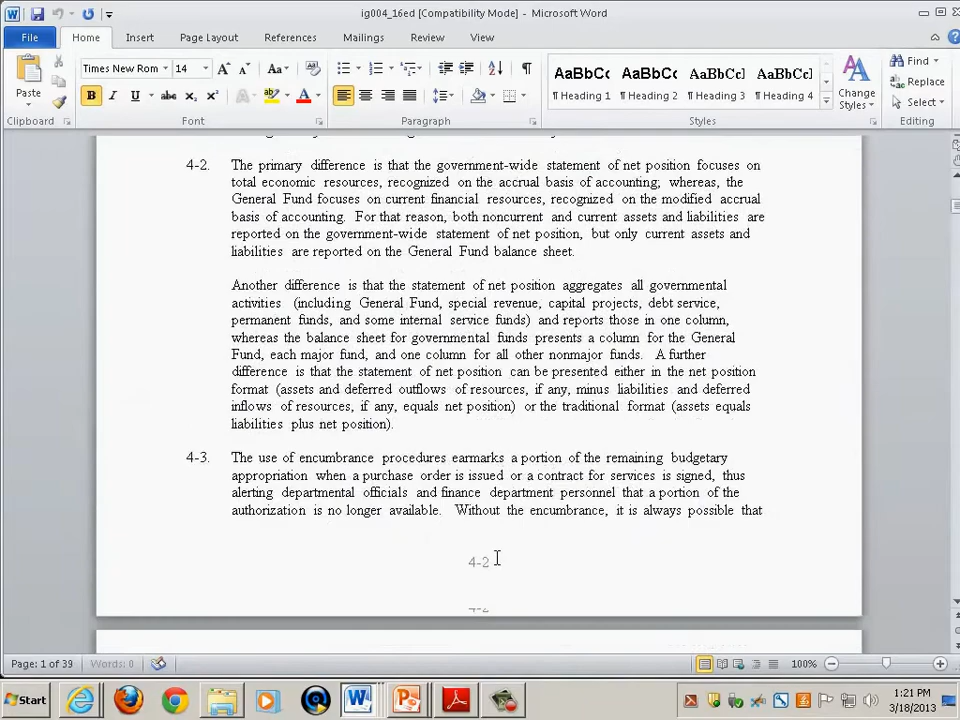 ig004_16ed [Compatibility Mode] - Microsoft Word
File Home Insert Page Layout References Mailings Review View
Times New Rom 14 Aa
Paste
B I U abc x₂ x² A A
AaBbCc AaBbCc AaBbCc] AaBbCc]
¶ Heading 1 ¶ Heading 2 ¶ Heading 3 ¶ Heading 4
Change Styles
Find
Replace
Select
Clipboard Font Paragraph Styles Editing
4-2. The primary difference is that the government-wide statement of net position focuses on
total economic resources, recognized on the accrual basis of accounting; whereas, the
General Fund focuses on current financial resources, recognized on the modified accrual
basis of accounting. For that reason, both noncurrent and current assets and liabilities are
reported on the government-wide statement of net position, but only current assets and
liabilities are reported on the General Fund balance sheet.
Another difference is that the statement of net position aggregates all governmental
activities (including General Fund, special revenue, capital projects, debt service,
permanent funds, and some internal service funds) and reports those in one column,
whereas the balance sheet for governmental funds presents a column for the General
Fund, each major fund, and one column for all other nonmajor funds. A further
difference is that the statement of net position can be presented either in the net position
format (assets and deferred outflows of resources, if any, minus liabilities and deferred
inflows of resources, if any, equals net position) or the traditional format (assets equals
liabilities plus net position).
4-3. The use of encumbrance procedures earmarks a portion of the remaining budgetary
appropriation when a purchase order is issued or a contract for services is signed, thus
alerting departmental officials and finance department personnel that a portion of the
authorization is no longer available. Without the encumbrance, it is always possible that
4-2
4-2
Page: 1 of 39 Words: 0 100%
Start
1:21 PM
3/18/2013